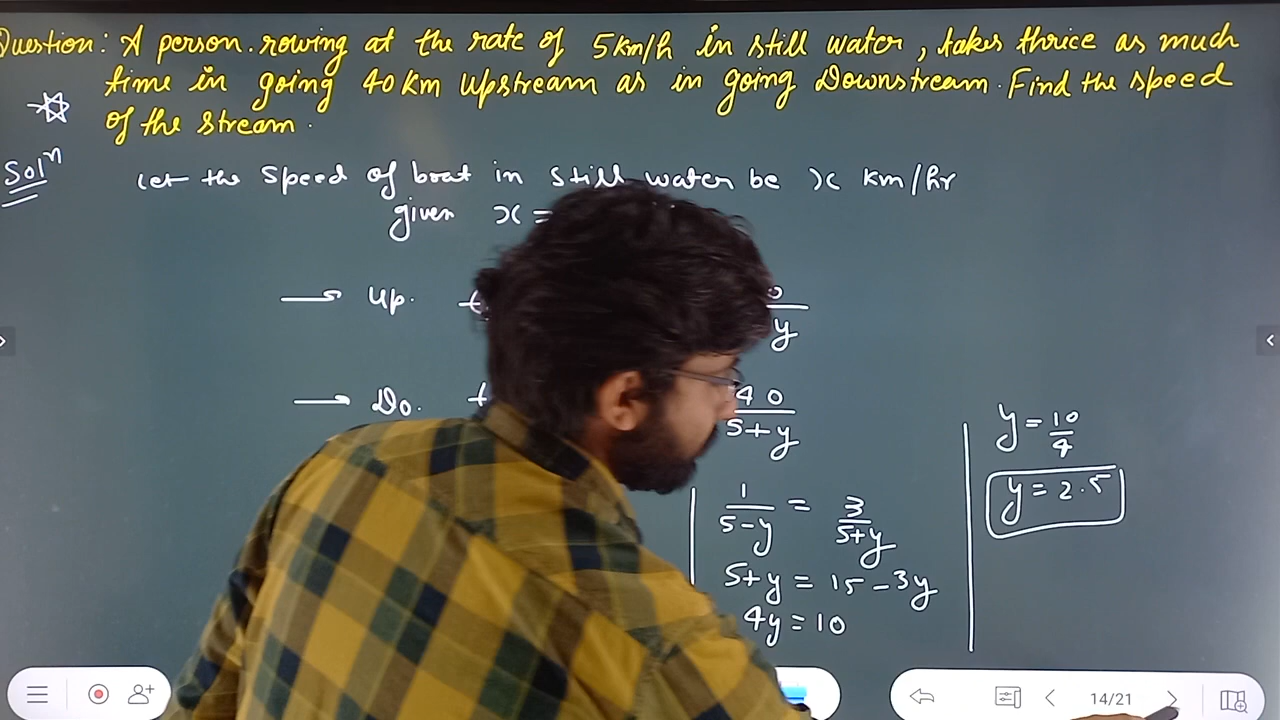 Question: A person rowing at the rate of 5km/h in still water, takes thrice as much
time in going 40 km upstream as in going Downstream. Find the speed
of the stream.
Solⁿ
Let the speed of boat in still water be x km/hr
given x =
→ Up. t
y
→ Do. t
40/5+y
1/5-y = 3/5+y
5+y = 15-3y
4y = 10
y = 10/4
y = 2.5
14/21